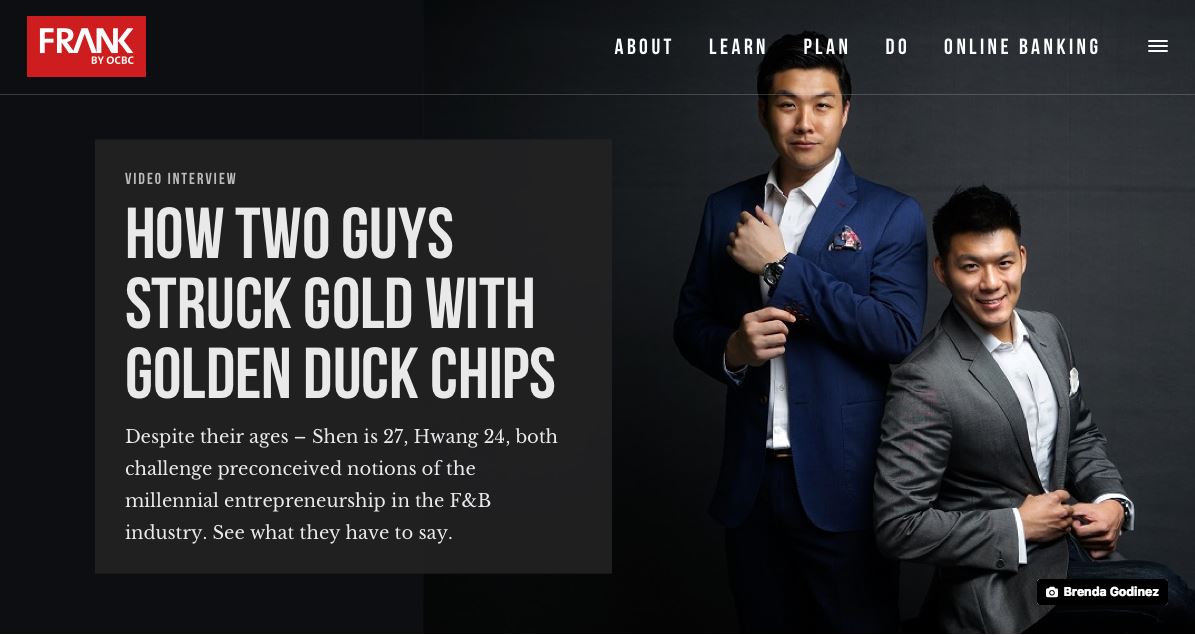 FRANK
BY OCBC
ABOUT LEARN PLAN DO ONLINE BANKING
VIDEO INTERVIEW
HOW TWO GUYS
STRUCK GOLD WITH
GOLDEN DUCK CHIPS
Despite their ages – Shen is 27, Hwang 24, both
challenge preconceived notions of the
millennial entrepreneurship in the F&B
industry. See what they have to say.
Brenda Godinez